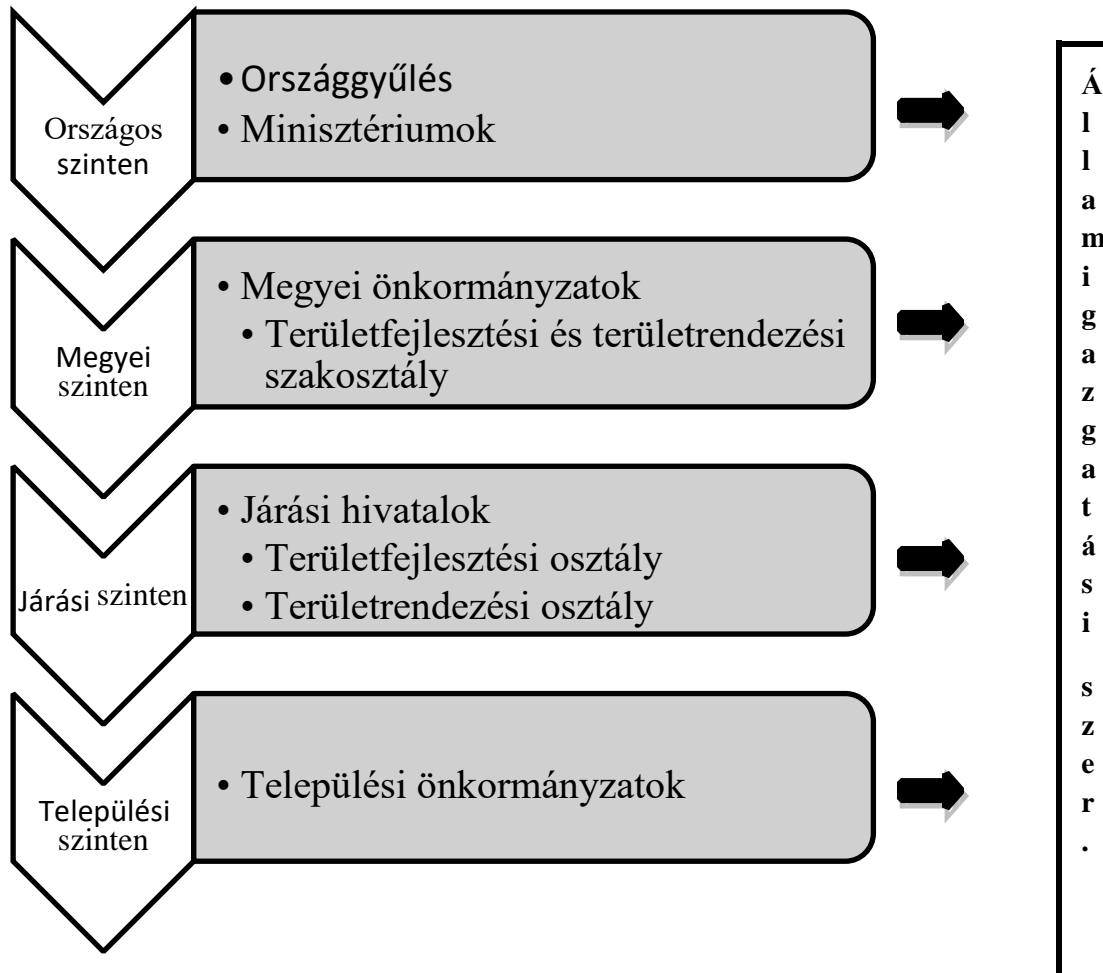 Országos
szinten
• Országgyűlés
• Minisztériumok
Megyei
szinten
• Megyei önkormányzatok
• Területfejlesztési és területrendezési
szakosztály
Járási szinten
• Járási hivatalok
• Területfejlesztési osztály
• Területrendezési osztály
Települési
szinten
• Települési önkormányzatok
Á
l
l
a
m
i
g
a
z
g
a
t
á
s
i
s
z
e
r
.